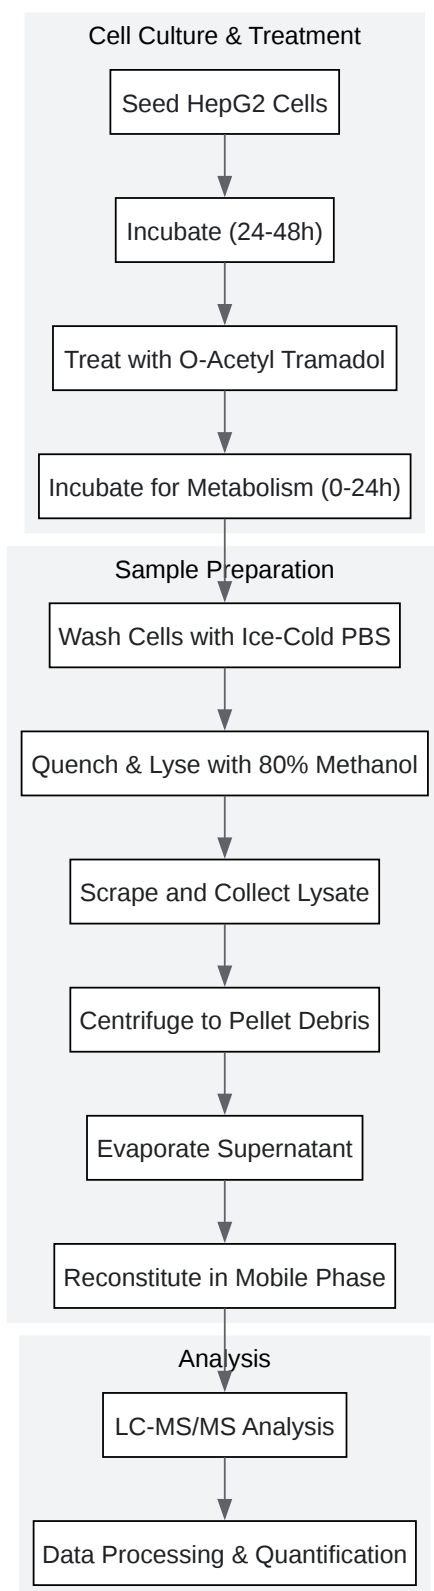 Cell Culture & Treatment
Seed HepG2 Cells
Incubate (24-48h)
Treat with O-Acetyl Tramadol
Incubate for Metabolism (0-24h)
Sample Preparation
Wash Cells with Ice-Cold PBS
Quench & Lyse with 80% Methanol
Scrape and Collect Lysate
Centrifuge to Pellet Debris
Evaporate Supernatant
Reconstitute in Mobile Phase
Analysis
LC-MS/MS Analysis
Data Processing & Quantification